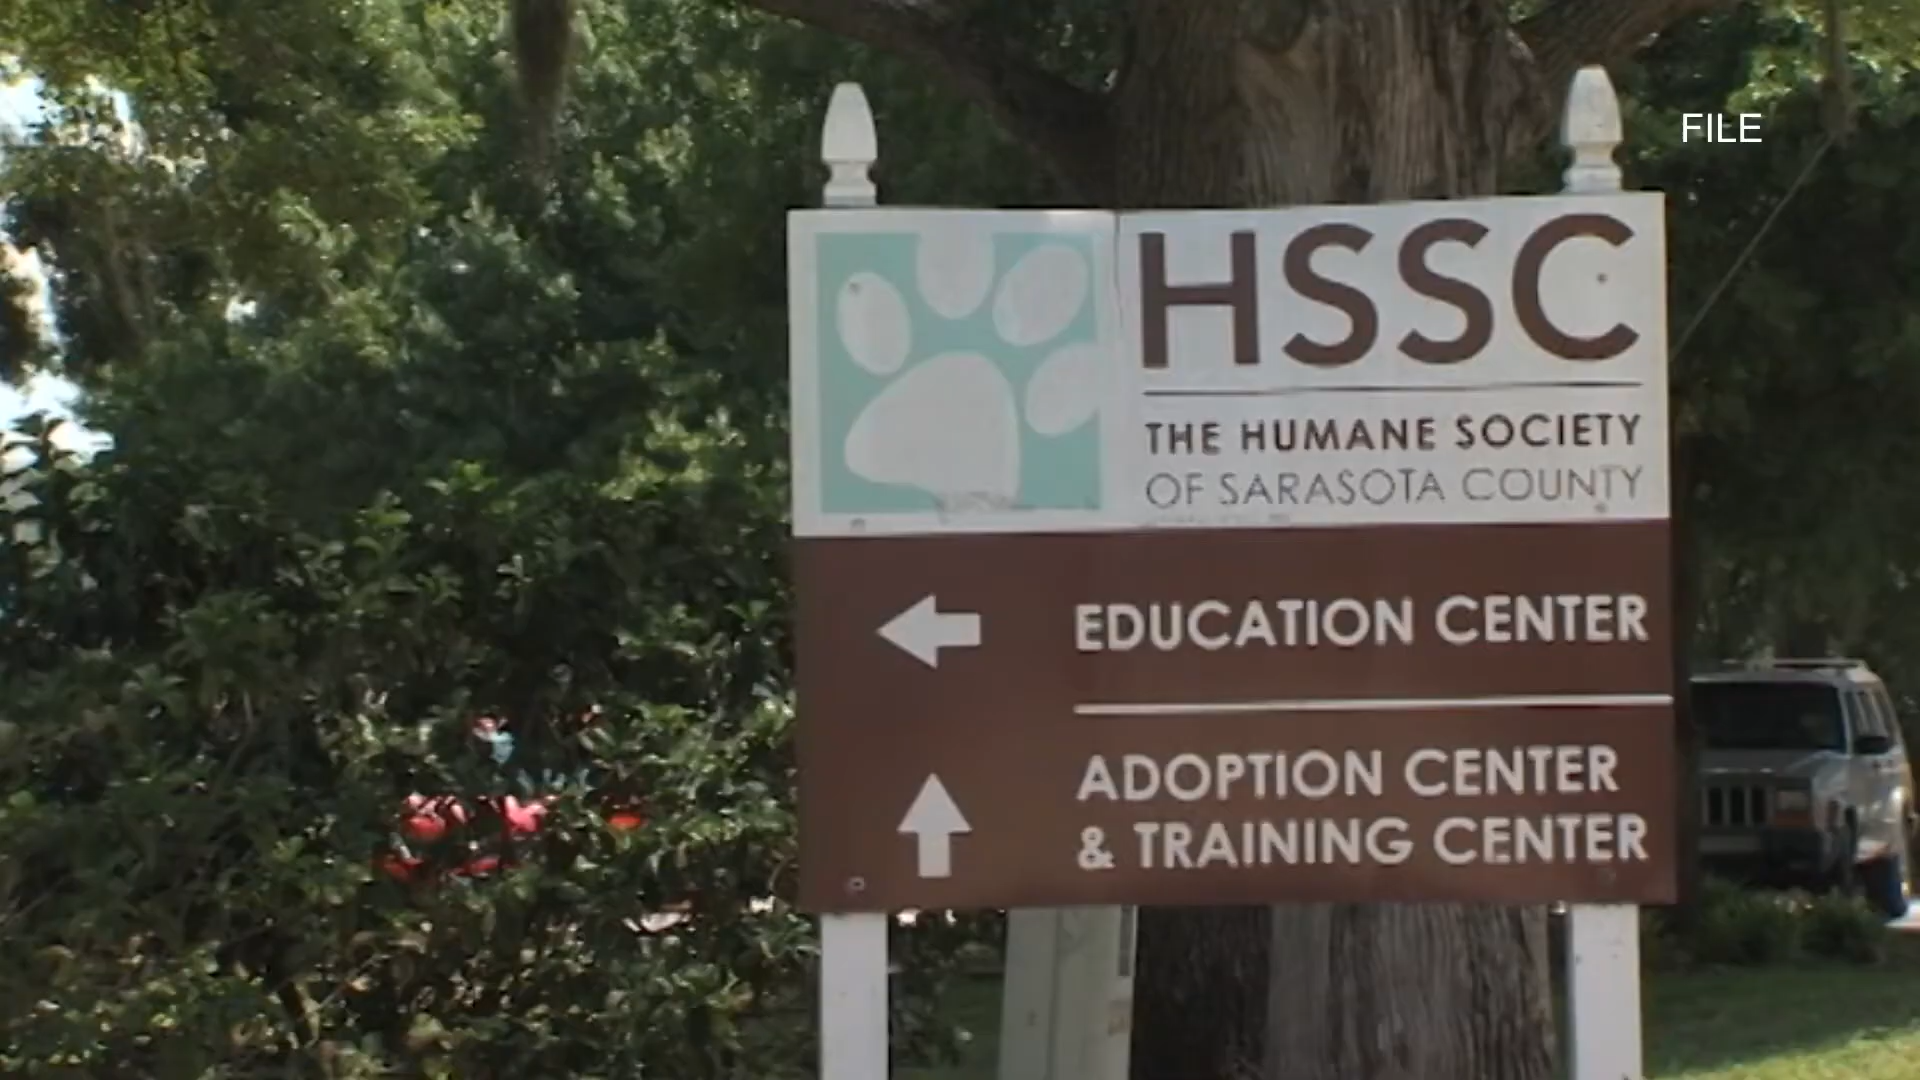 FILE
HSSC
THE HUMANE SOCIETY
OF SARASOTA COUNTY
EDUCATION CENTER
ADOPTION CENTER
& TRAINING CENTER